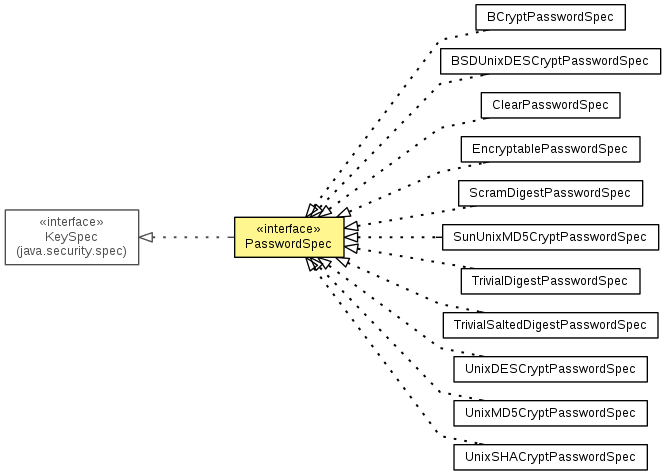 BCryptPasswordSpec
BSDUnixDESCryptPasswordSpec
ClearPasswordSpec
EncryptablePasswordSpec
ScramDigestPasswordSpec
«interface»
KeySpec
(java.security.spec)
«interface»
PasswordSpec
SunUnixMD5CryptPasswordSpec
TrivialDigestPasswordSpec
TrivialSaltedDigestPasswordSpec
UnixDESCryptPasswordSpec
UnixMD5CryptPasswordSpec
UnixSHACryptPasswordSpec